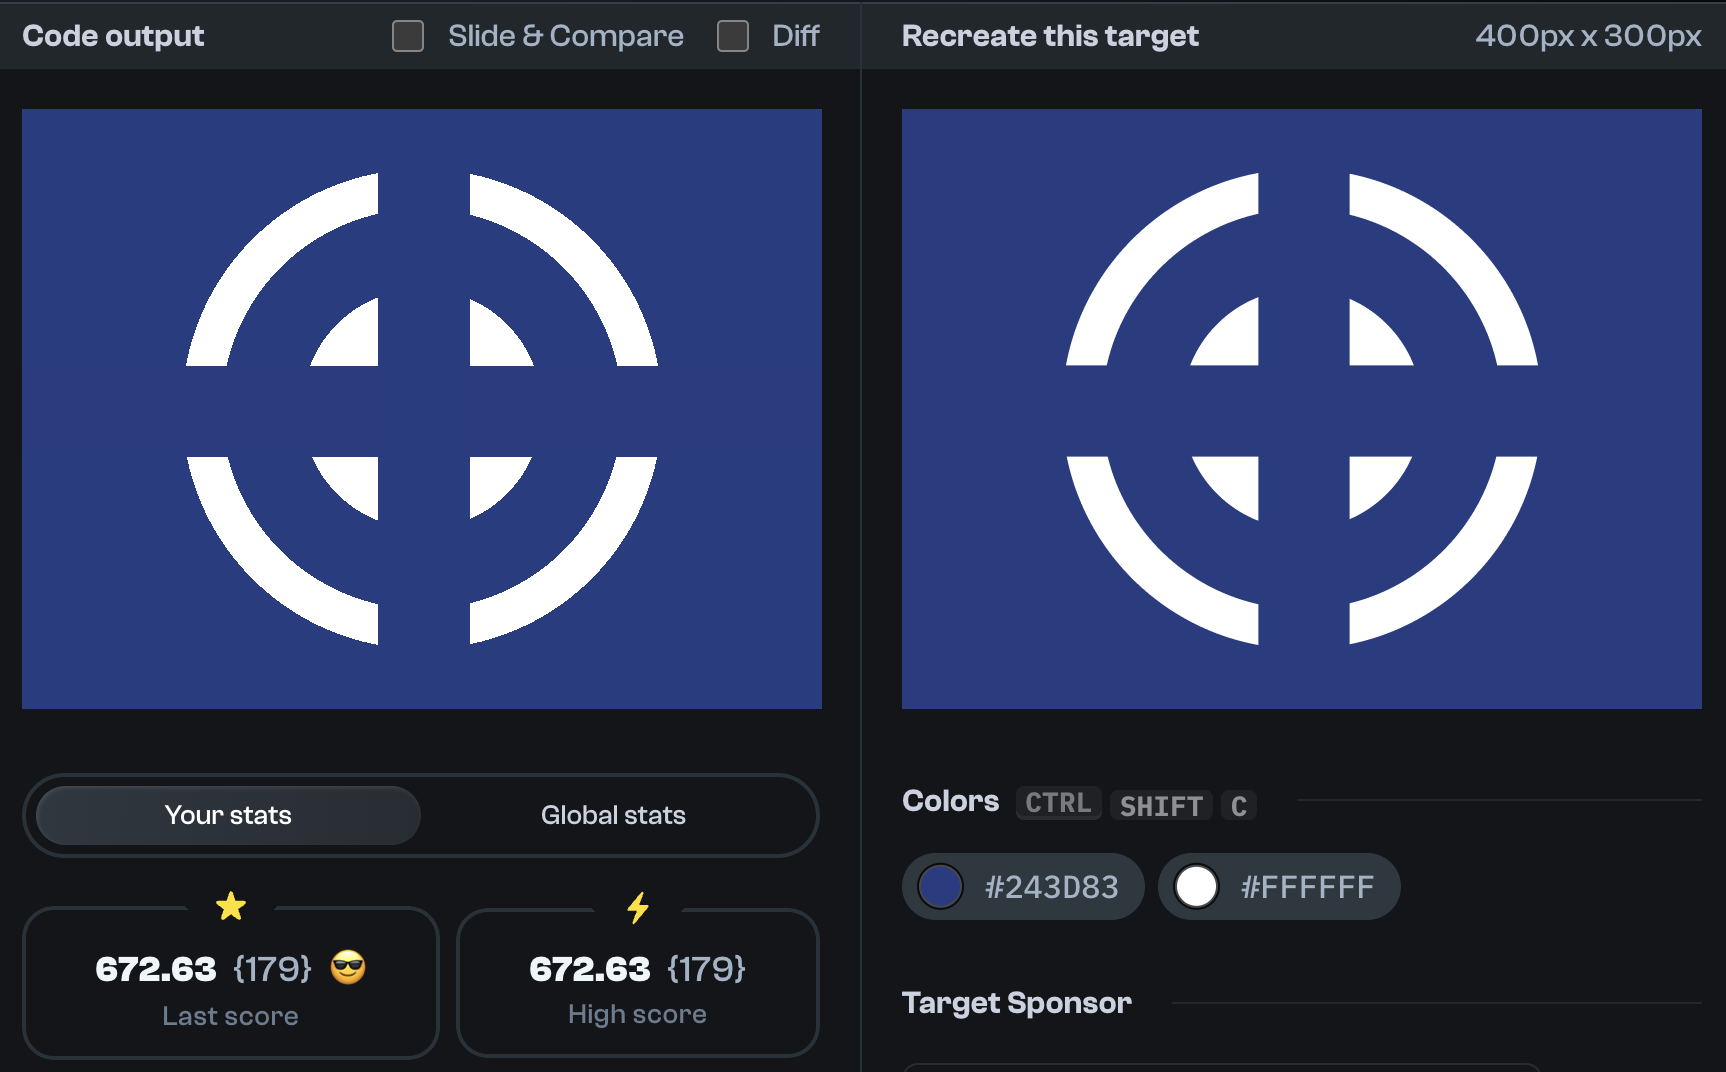 Code output
Slide & Compare
Diff
Recreate this target
400px x 300px
Your stats
Global stats
672.63 {179}
Last score
672.63 {179}
High score
Colors CTRL SHIFT C
#243D83
#FFFFFF
Target Sponsor